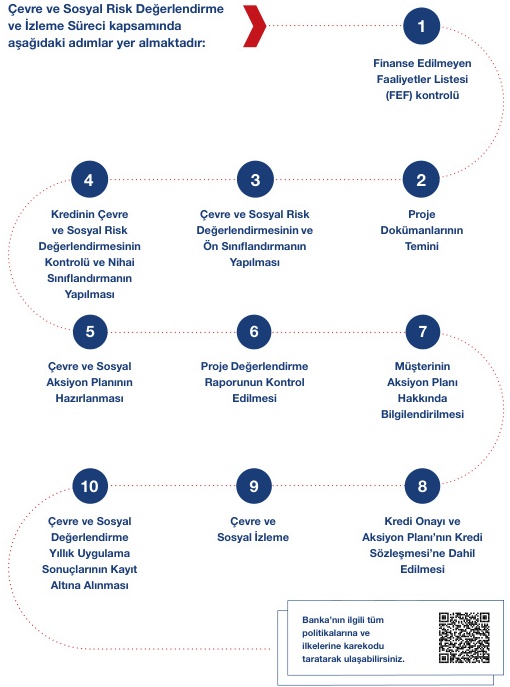 Çevre ve Sosyal Risk Değerlendirme
ve İzleme Süreci kapsamında
aşağıdaki adımlar yer almaktadır:
1
Finanse Edilmeyen
Faaliyetler Listesi
(FEF) kontrolü
2
Proje
Dokümanlarının
Temini
3
Çevre ve Sosyal Risk
Değerlendirmesinin ve
Ön Sınıflandırmanın
Yapılması
4
Kredinin Çevre
ve Sosyal Risk
Değerlendirmesinin
Kontrolü ve Nihai
Sınıflandırmanın
Yapılması
5
Çevre ve Sosyal
Aksiyon Planının
Hazırlanması
6
Proje Değerlendirme
Raporunun Kontrol
Edilmesi
7
Müşterinin
Aksiyon Planı
Hakkında
Bilgilendirilmesi
8
Kredi Onayı ve
Aksiyon Planı’nın Kredi
Sözleşmesi’ne Dahil
Edilmesi
9
Çevre ve
Sosyal İzleme
10
Çevre ve Sosyal
Değerlendirme
Yıllık Uygulama
Sonuçlarının Kayıt
Altına Alınması
Banka’nın ilgili tüm
politikalarına ve
ilkelerine karekodu
taratarak ulaşabilirsiniz.